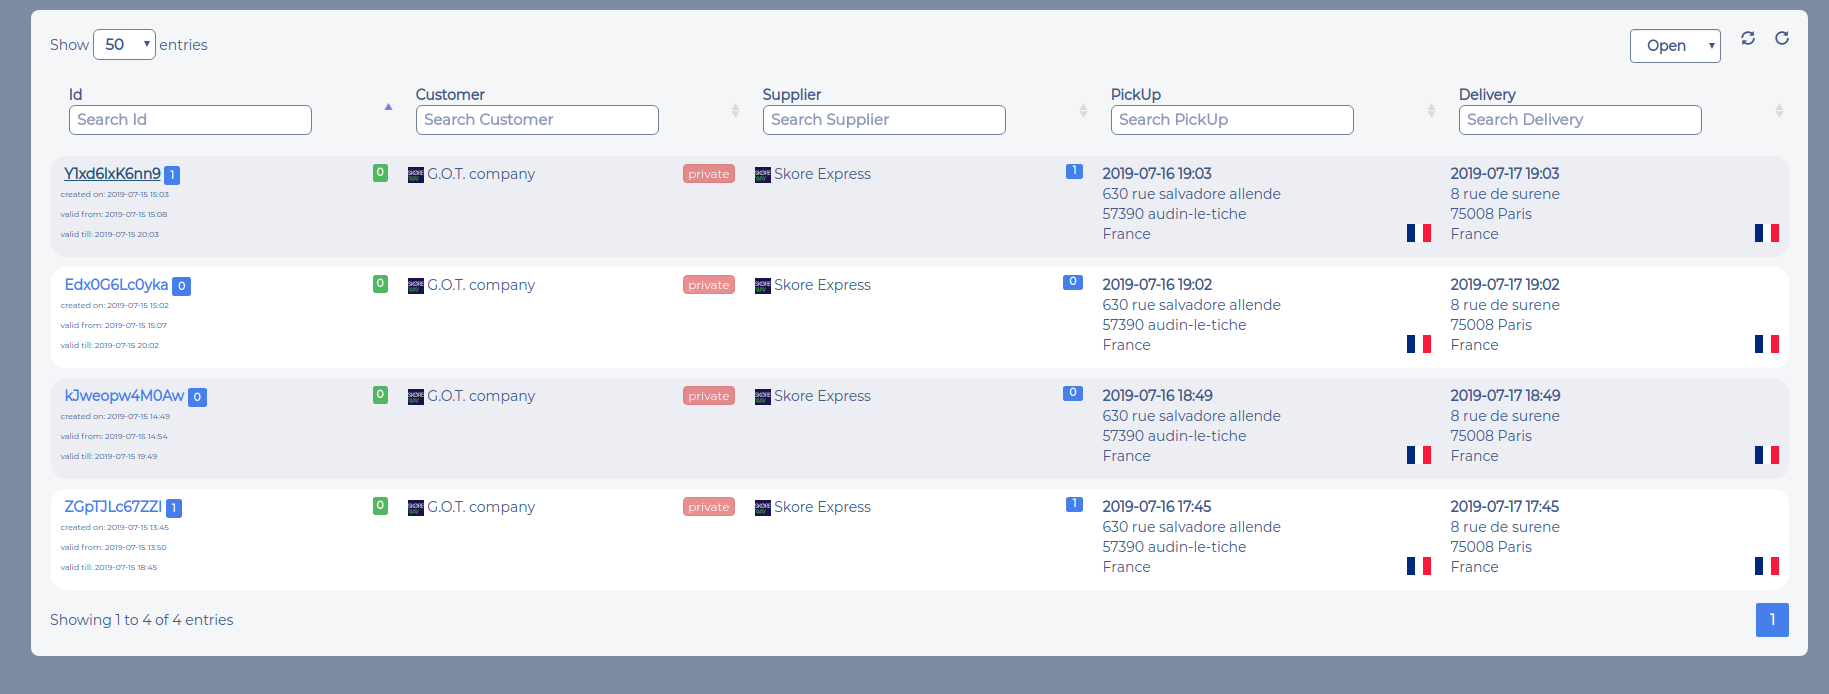 Show 50 entries
Open
Id
Customer
Supplier
PickUp
Delivery
Search Id
Search Customer
Search Supplier
Search PickUp
Search Delivery
Y1xd6lxK6nn9 1
created on: 2019-07-15 15:03
valid from: 2019-07-15 15:08
valid till: 2019-07-15 20:03
0
SKORE
G.O.T. company
private
SKORE
Skore Express
1
2019-07-16 19:03
630 rue salvadore allende
57390 audin-le-tiche
France
2019-07-17 19:03
8 rue de surene
75008 Paris
France
Edx0G6Lc0yka 0
created on: 2019-07-15 15:02
valid from: 2019-07-15 15:07
valid till: 2019-07-15 20:02
0
SKORE
G.O.T. company
private
SKORE
Skore Express
0
2019-07-16 19:02
630 rue salvadore allende
57390 audin-le-tiche
France
2019-07-17 19:02
8 rue de surene
75008 Paris
France
kJweopw4M0Aw 0
created on: 2019-07-15 14:49
valid from: 2019-07-15 14:54
valid till: 2019-07-15 19:49
0
SKORE
G.O.T. company
private
SKORE
Skore Express
0
2019-07-16 18:49
630 rue salvadore allende
57390 audin-le-tiche
France
2019-07-17 18:49
8 rue de surene
75008 Paris
France
ZGpTJLc67ZZl 1
created on: 2019-07-15 13:45
valid from: 2019-07-15 13:50
valid till: 2019-07-15 18:45
0
SKORE
G.O.T. company
private
SKORE
Skore Express
1
2019-07-16 17:45
630 rue salvadore allende
57390 audin-le-tiche
France
2019-07-17 17:45
8 rue de surene
75008 Paris
France
Showing 1 to 4 of 4 entries
1